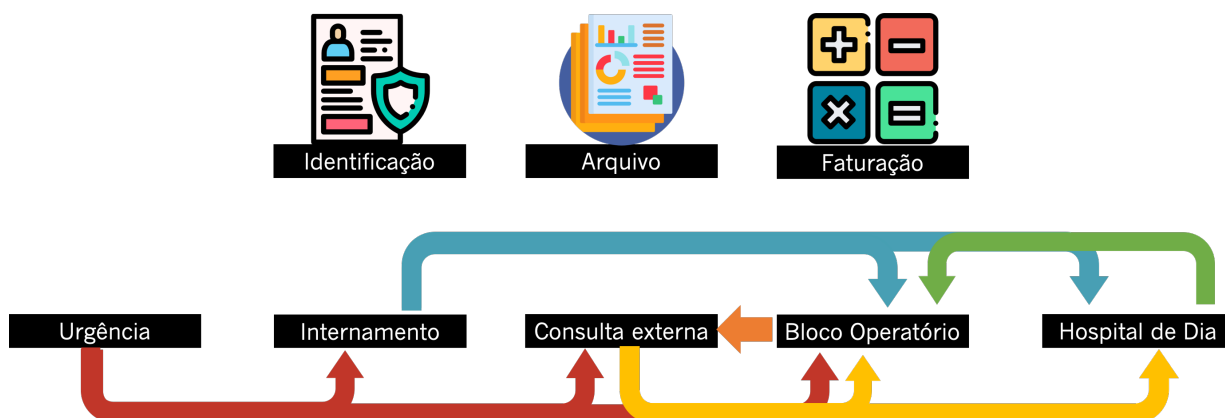 Identificação
Arquivo
Faturação
Urgência
Internamento
Consulta externa
Bloco Operatório
Hospital de Dia